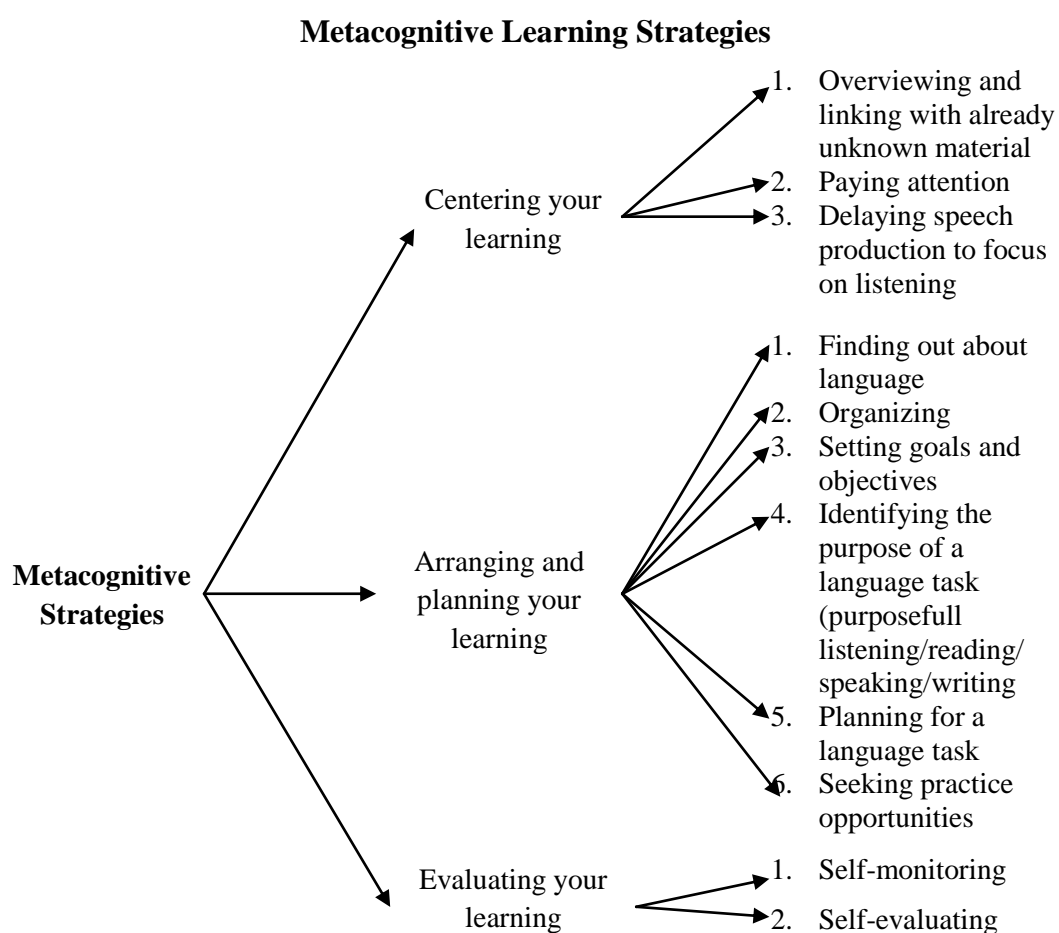 Metacognitive Learning Strategies
1. Overviewing and
linking with already
unknown material
2. Paying attention
3. Delaying speech
production to focus
on listening
Centering your
learning
1. Finding out about
language
2. Organizing
3. Setting goals and
objectives
4. Identifying the
purpose of a
language task
(purposefull
listening/reading/
speaking/writing
5. Planning for a
language task
6. Seeking practice
opportunities
Metacognitive
Strategies
Arranging and
planning your
learning
Evaluating your
learning
1. Self-monitoring
2. Self-evaluating